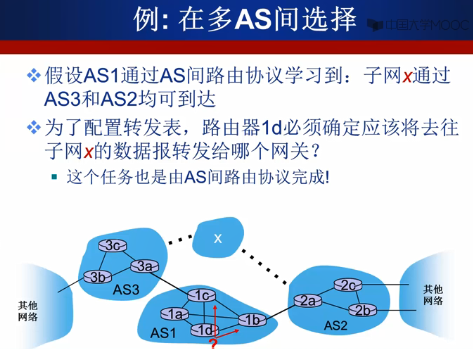 例: 在多AS间选择
中国大学MOOC
假设AS1通过AS间路由协议学习到：子网x通过
AS3和AS2均可到达
为了配置转发表，路由器1d必须确定应该将去往
子网x的数据报转发给哪个网关？
这个任务也是由AS间路由协议完成!
x
3c
3b
3a
AS3
其他
网络
1c
1a
1d
1b
AS1
?
2c
2a
2b
AS2
其他
网络